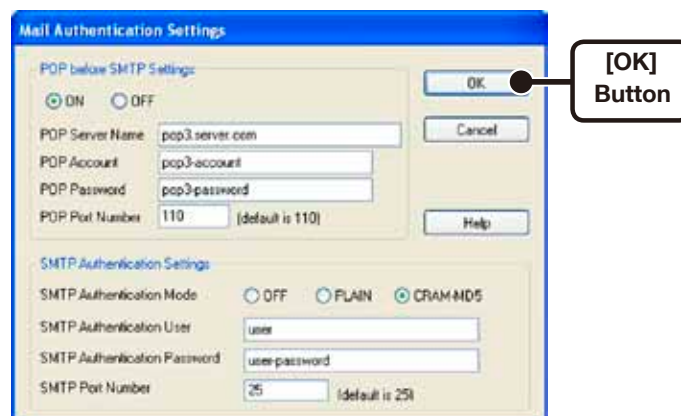 Mail Authentication Settings
POP before SMTP Settings
ON OFF
POP Server Name pop3.server.com
POP Account pop3-account
POP Password pop3-password
POP Port Number 110 (default is 110)
OK
Cancel
Help
[OK]
Button
SMTP Authentication Settings
SMTP Authentication Mode OFF PLAIN CRAM-MD5
SMTP Authentication User user
SMTP Authentication Password user-password
SMTP Port Number 25 (default is 25)